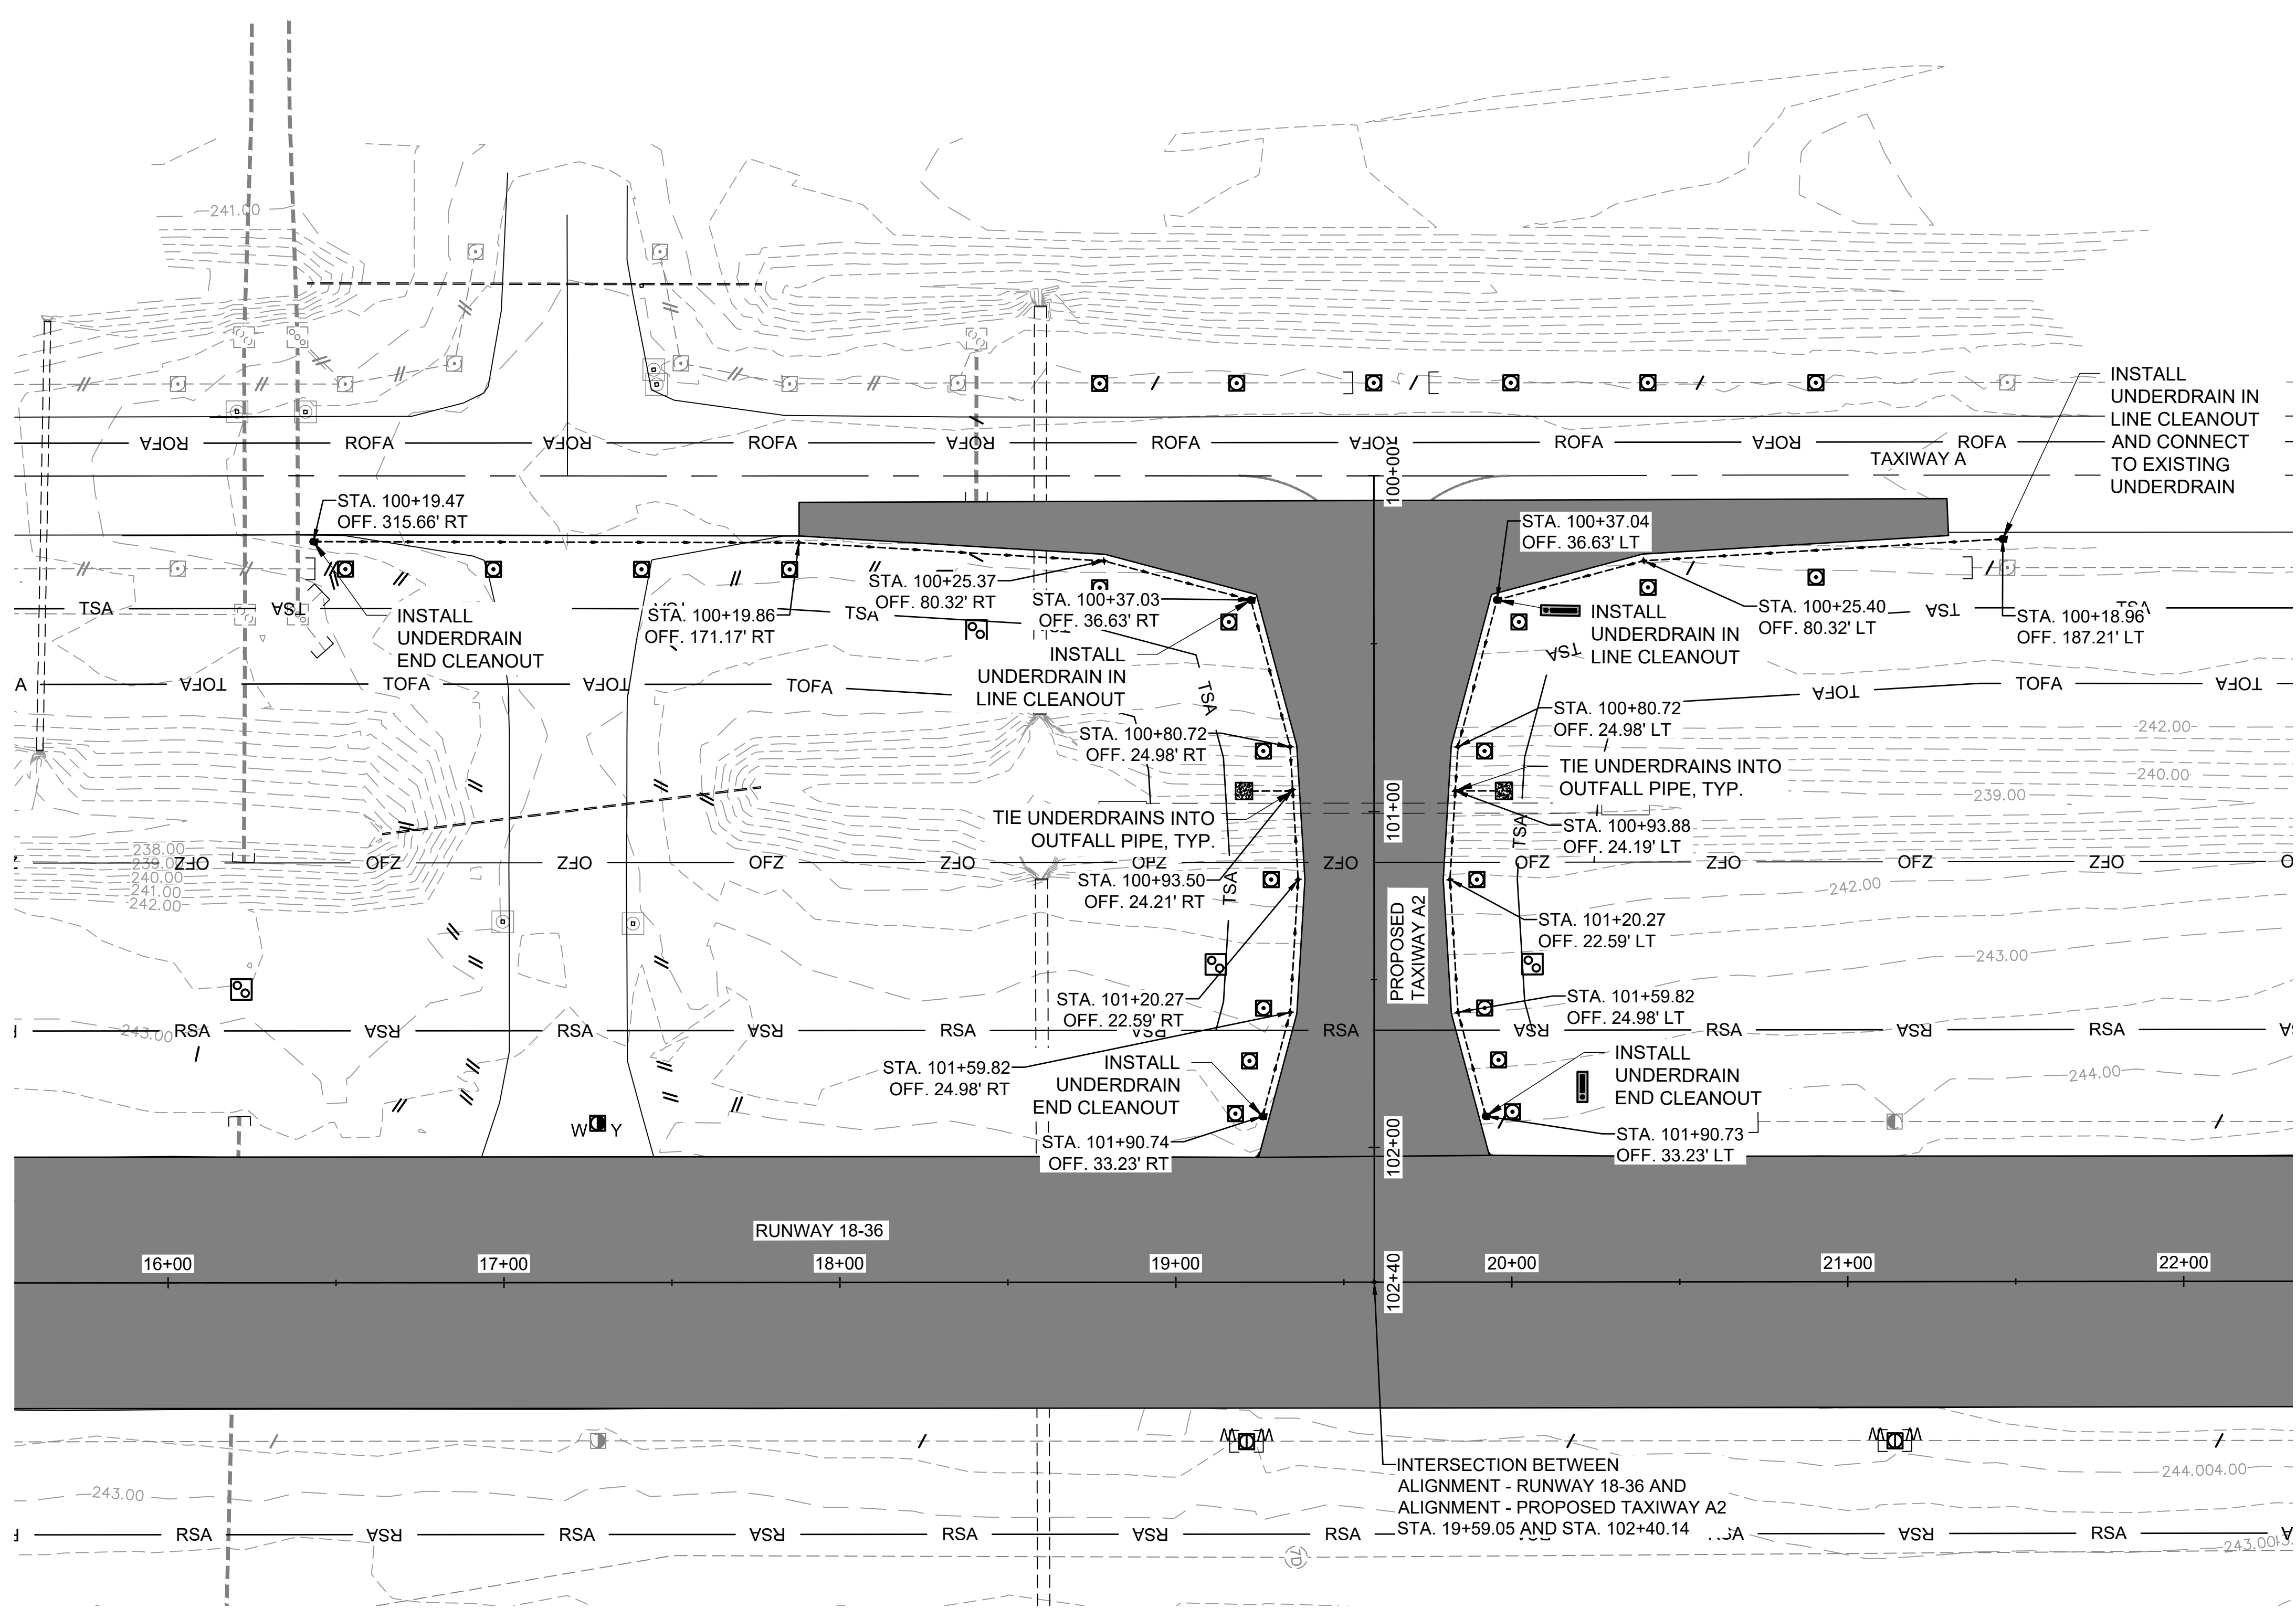 241.00
INSTALL
UNDERDRAIN IN
LINE CLEANOUT
AND CONNECT
TO EXISTING
UNDERDRAIN
ROFA ROFA ROFA ROFA ROFA ROFA ROFA ROFA ROFA ROFA
TAXIWAY A
100+00
STA. 100+19.47
OFF. 315.66' RT
STA. 100+37.04
OFF. 36.63' LT
STA. 100+25.37
OFF. 80.32' RT
STA. 100+37.03
OFF. 36.63' RT
STA. 100+19.86
OFF. 171.17' RT
TSA TSA TSA TSA
INSTALL
UNDERDRAIN
END CLEANOUT
INSTALL
UNDERDRAIN IN
LINE CLEANOUT
STA. 100+25.40
OFF. 80.32' LT
STA. 100+18.96
OFF. 187.21' LT
INSTALL
UNDERDRAIN IN
LINE CLEANOUT
TSA
TSA
A TOFA TOFA TOFA TOFA TOFA TOFA TOFA
STA. 100+80.72
OFF. 24.98' RT
STA. 100+80.72
OFF. 24.98' LT
242.00
240.00
239.00
TIE UNDERDRAINS INTO
OUTFALL PIPE, TYP.
TIE UNDERDRAINS INTO
OUTFALL PIPE, TYP.
101+00
STA. 100+93.88
OFF. 24.19' LT
TSA
238.00
239.00
240.00
241.00
242.00
OFZ OFZ OFZ OFZ OFZ OFZ OFZ OFZ OFZ OFZ OFZ
STA. 100+93.50
OFF. 24.21' RT
TSA
242.00
PROPOSED
TAXIWAY A2
STA. 101+20.27
OFF. 22.59' LT
243.00
STA. 101+20.27
OFF. 22.59' RT
STA. 101+59.82
OFF. 24.98' LT
243.00
RSA RSA RSA RSA RSA RSA RSA RSA RSA RSA RSA
STA. 101+59.82
OFF. 24.98' RT
INSTALL
UNDERDRAIN
END CLEANOUT
INSTALL
UNDERDRAIN
END CLEANOUT
244.00
W Y
STA. 101+90.74
OFF. 33.23' RT
102+00
STA. 101+90.73
OFF. 33.23' LT
RUNWAY 18-36
16+00 17+00 18+00 19+00 20+00 21+00 22+00
102+40
INTERSECTION BETWEEN
ALIGNMENT - RUNWAY 18-36 AND
ALIGNMENT - PROPOSED TAXIWAY A2
STA. 19+59.05 AND STA. 102+40.14
243.00
RSA RSA RSA RSA RSA RSA RSA RSA RSA
7D
243.00